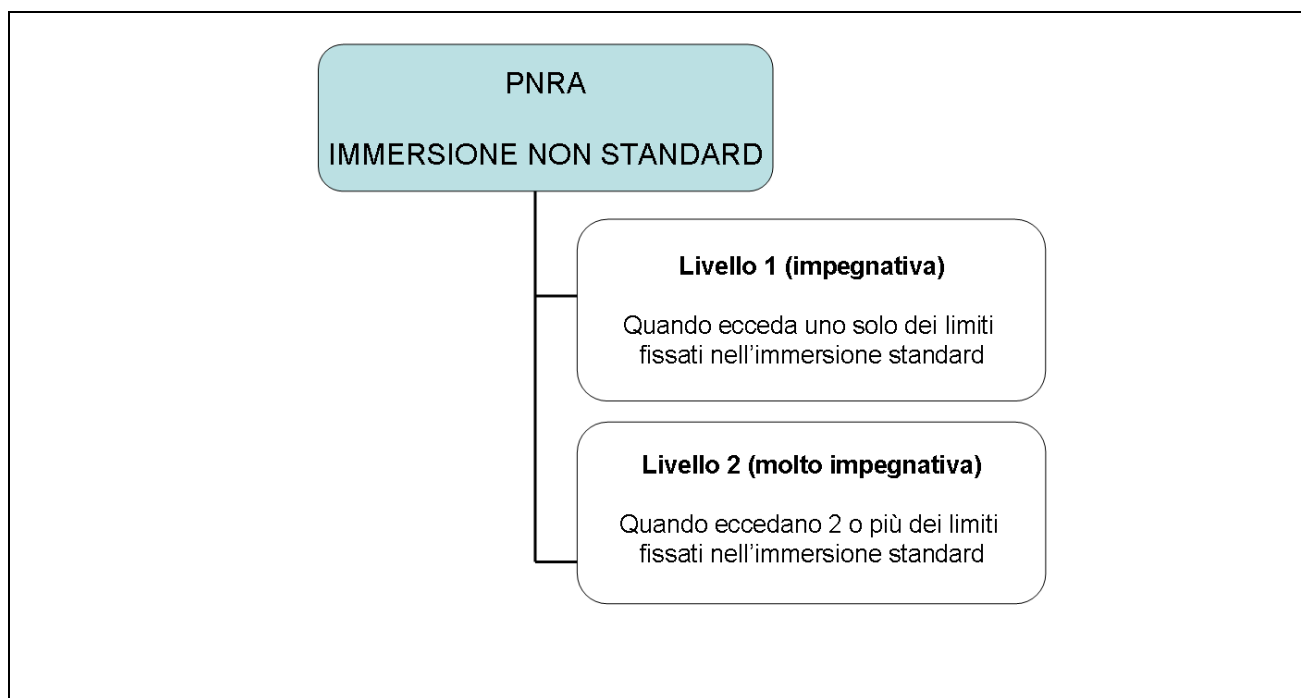 PNRA
IMMERSIONE NON STANDARD
Livello 1 (impegnativa)
Quando ecceda uno solo dei limiti
fissati nell'immersione standard
Livello 2 (molto impegnativa)
Quando eccedano 2 o più dei limiti
fissati nell'immersione standard